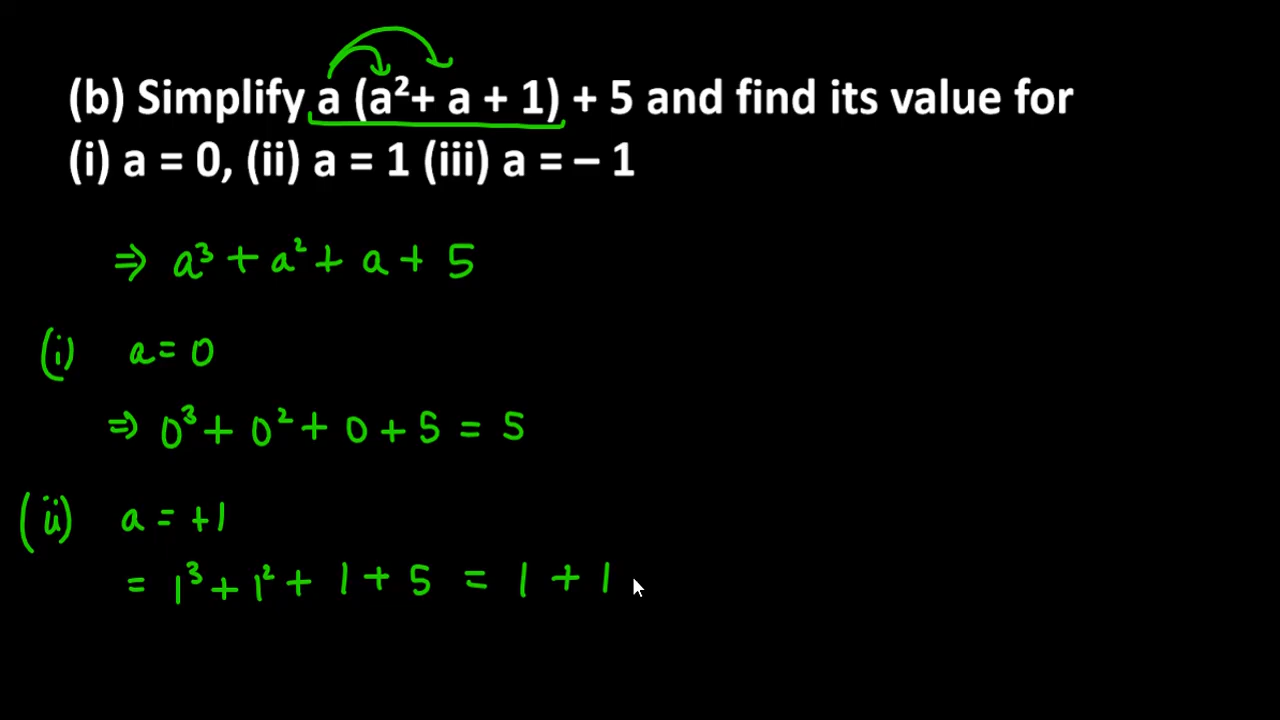 (b) Simplify a (a²+ a + 1) + 5 and find its value for
(i) a = 0, (ii) a = 1 (iii) a = – 1
⇒ a³ + a² + a + 5
(i) a = 0
⇒ 0³ + 0² + 0 + 5 = 5
(ii) a = +1
= 1³ + 1² + 1 + 5 = 1 + 1